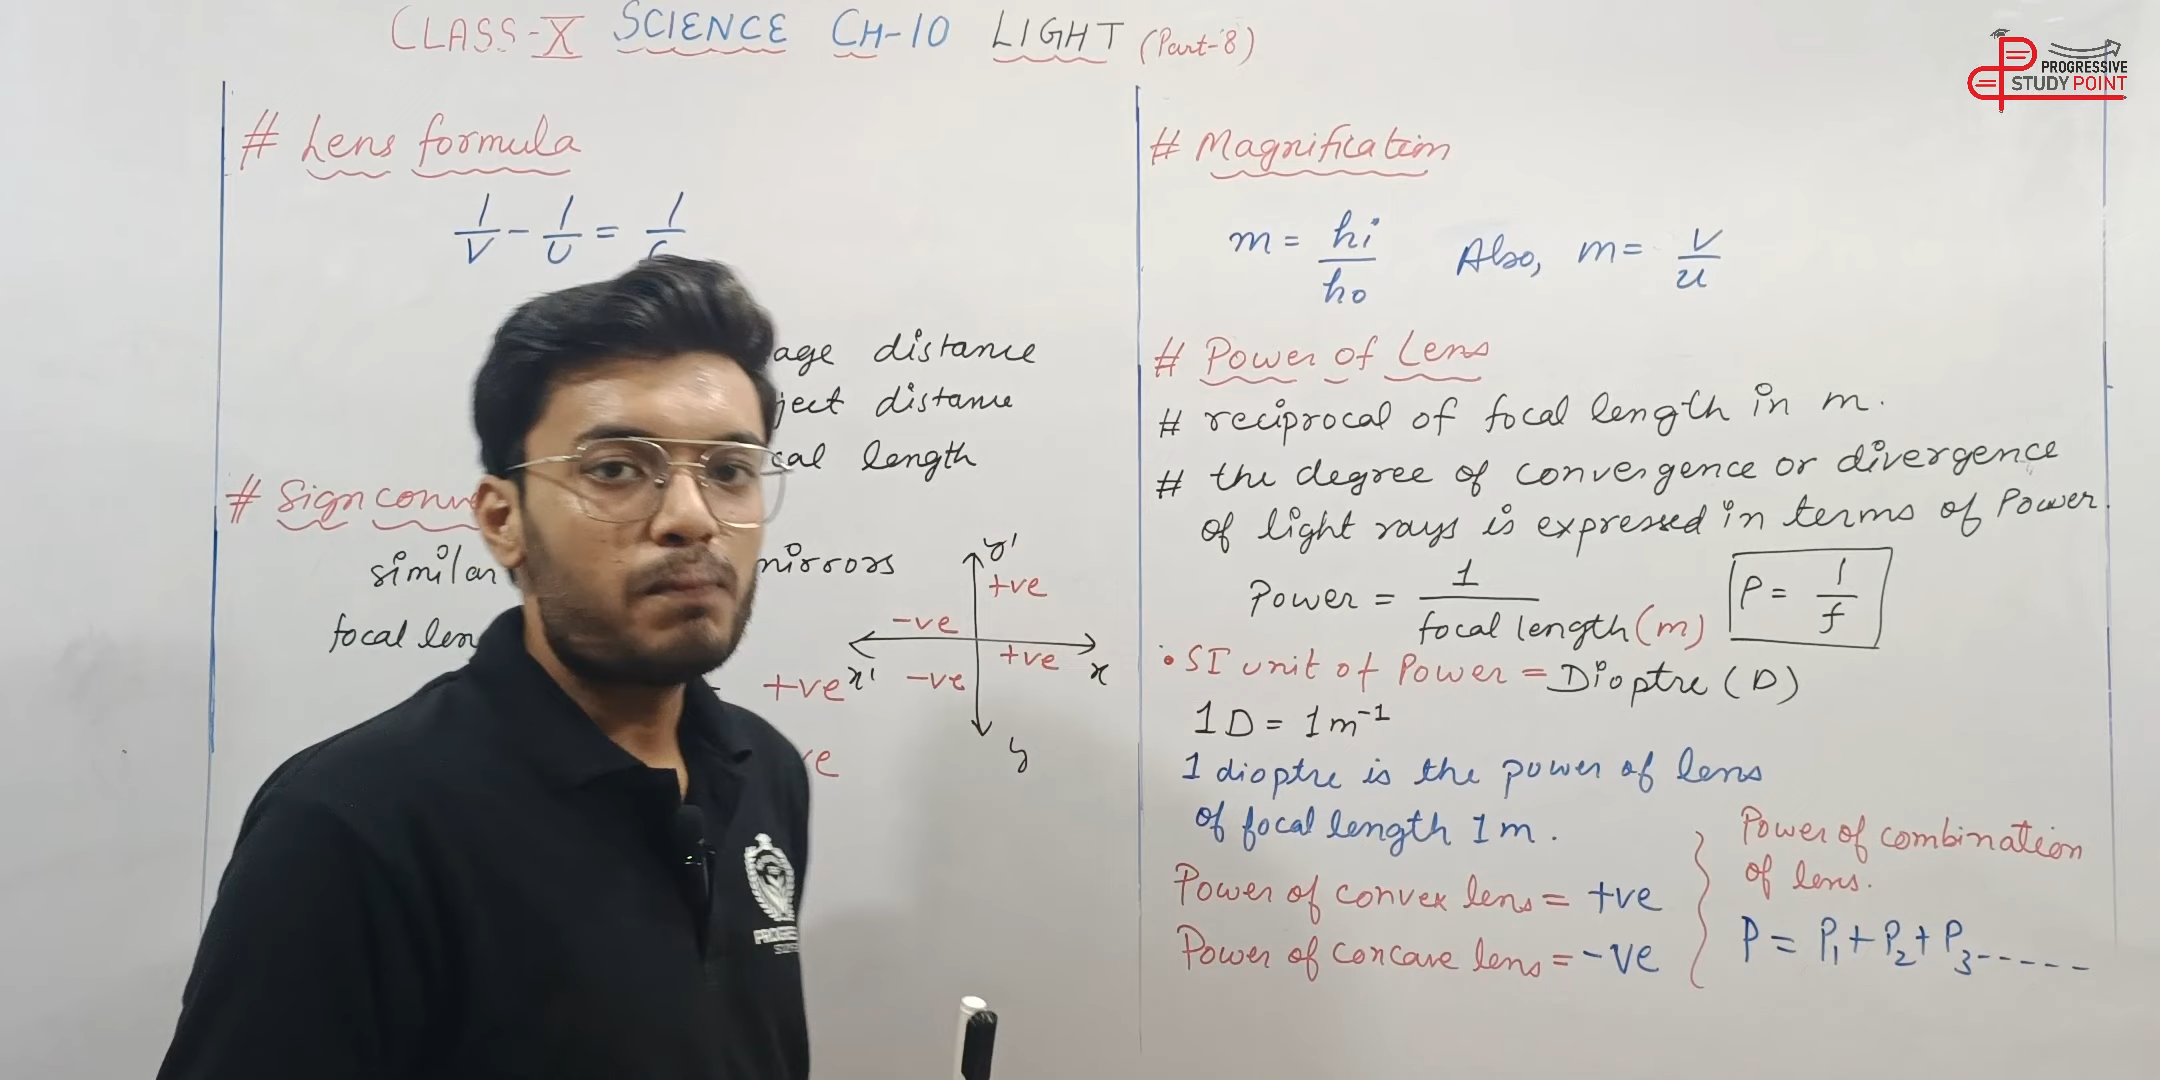 CLASS-X SCIENCE CH-10 LIGHT (Part-8)
PROGRESSIVE
STUDY POINT
# Lens formula
1/V - 1/U = 1/
age distance
ject distance
cal length
# Sign conv
similar mirrors
focal len
+ve
y'
+ve
-ve
+ve
x' -ve x
y
# Magnification
m = hi/ho Also, m = v/u
# Power of Lens
# reciprocal of focal length in m.
# the degree of convergence or divergence
of light rays is expressed in terms of Power.
Power = 1/focal length (m) P = 1/f
• SI unit of Power = Dioptre (D)
1 D = 1 m⁻¹
1 dioptre is the power of lens
of focal length 1 m.
Power of convex lens = +ve
Power of concave lens = -ve
Power of combination
of lens.
P = P₁ + P₂ + P₃ -----